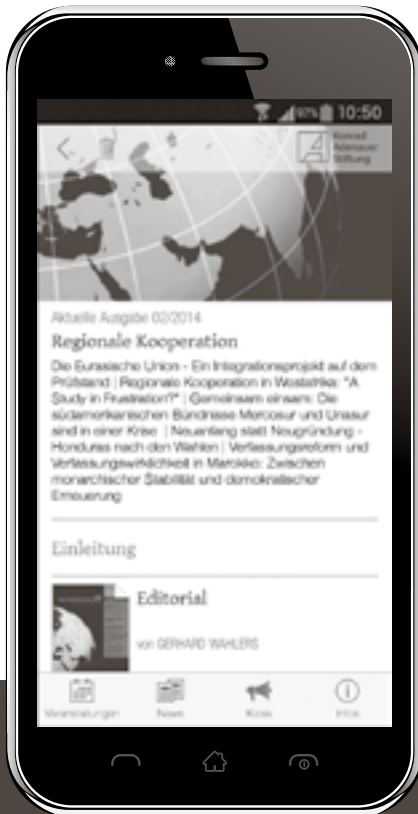 97% 10:50
Konrad
Adenauer
Stiftung
Aktuelle Ausgabe 02/2014
Regionale Kooperation
Die Eurasische Union - Ein Integrationsprojekt auf dem
Prüfstand | Regionale Kooperation in Westafrika: "A
Study in Frustration?" | Gemeinsam einsam: Die
südamerikanischen Bündnisse Mercosur und Unasur
sind in einer Krise | Neuanfang statt Neugründung -
Honduras nach den Wahlen | Verfassungsreform und
Verfassungswirklichkeit in Marokko: Zwischen
monarchischer Stabilität und demokratischer
Erneuerung
Einleitung
Editorial
von GERHARD WAHLERS
Veranstaltungen News Kiosk Infos